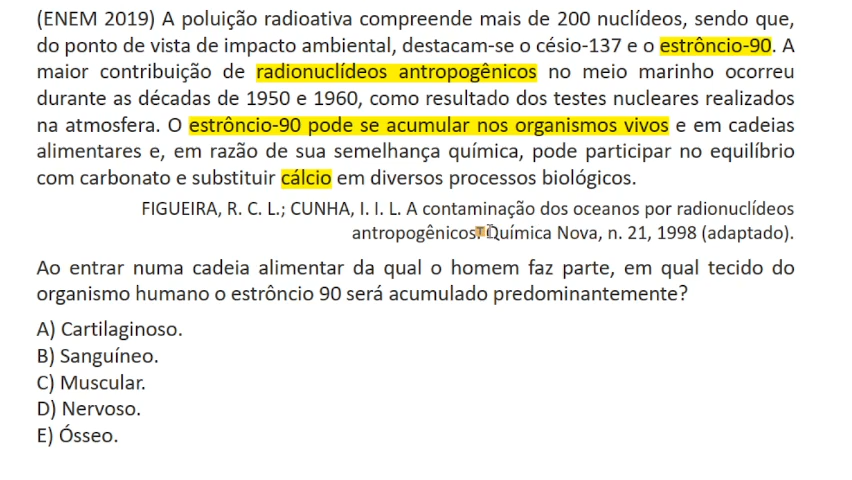 (ENEM 2019) A poluição radioativa compreende mais de 200 nuclídeos, sendo que,
do ponto de vista de impacto ambiental, destacam-se o césio-137 e o estrôncio-90. A
maior contribuição de radionuclídeos antropogênicos no meio marinho ocorreu
durante as décadas de 1950 e 1960, como resultado dos testes nucleares realizados
na atmosfera. O estrôncio-90 pode se acumular nos organismos vivos e em cadeias
alimentares e, em razão de sua semelhança química, pode participar no equilíbrio
com carbonato e substituir cálcio em diversos processos biológicos.
FIGUEIRA, R. C. L.; CUNHA, I. I. L. A contaminação dos oceanos por radionuclídeos
antropogênicos. Química Nova, n. 21, 1998 (adaptado).
Ao entrar numa cadeia alimentar da qual o homem faz parte, em qual tecido do
organismo humano o estrôncio 90 será acumulado predominantemente?
A) Cartilaginoso.
B) Sanguíneo.
C) Muscular.
D) Nervoso.
E) Ósseo.